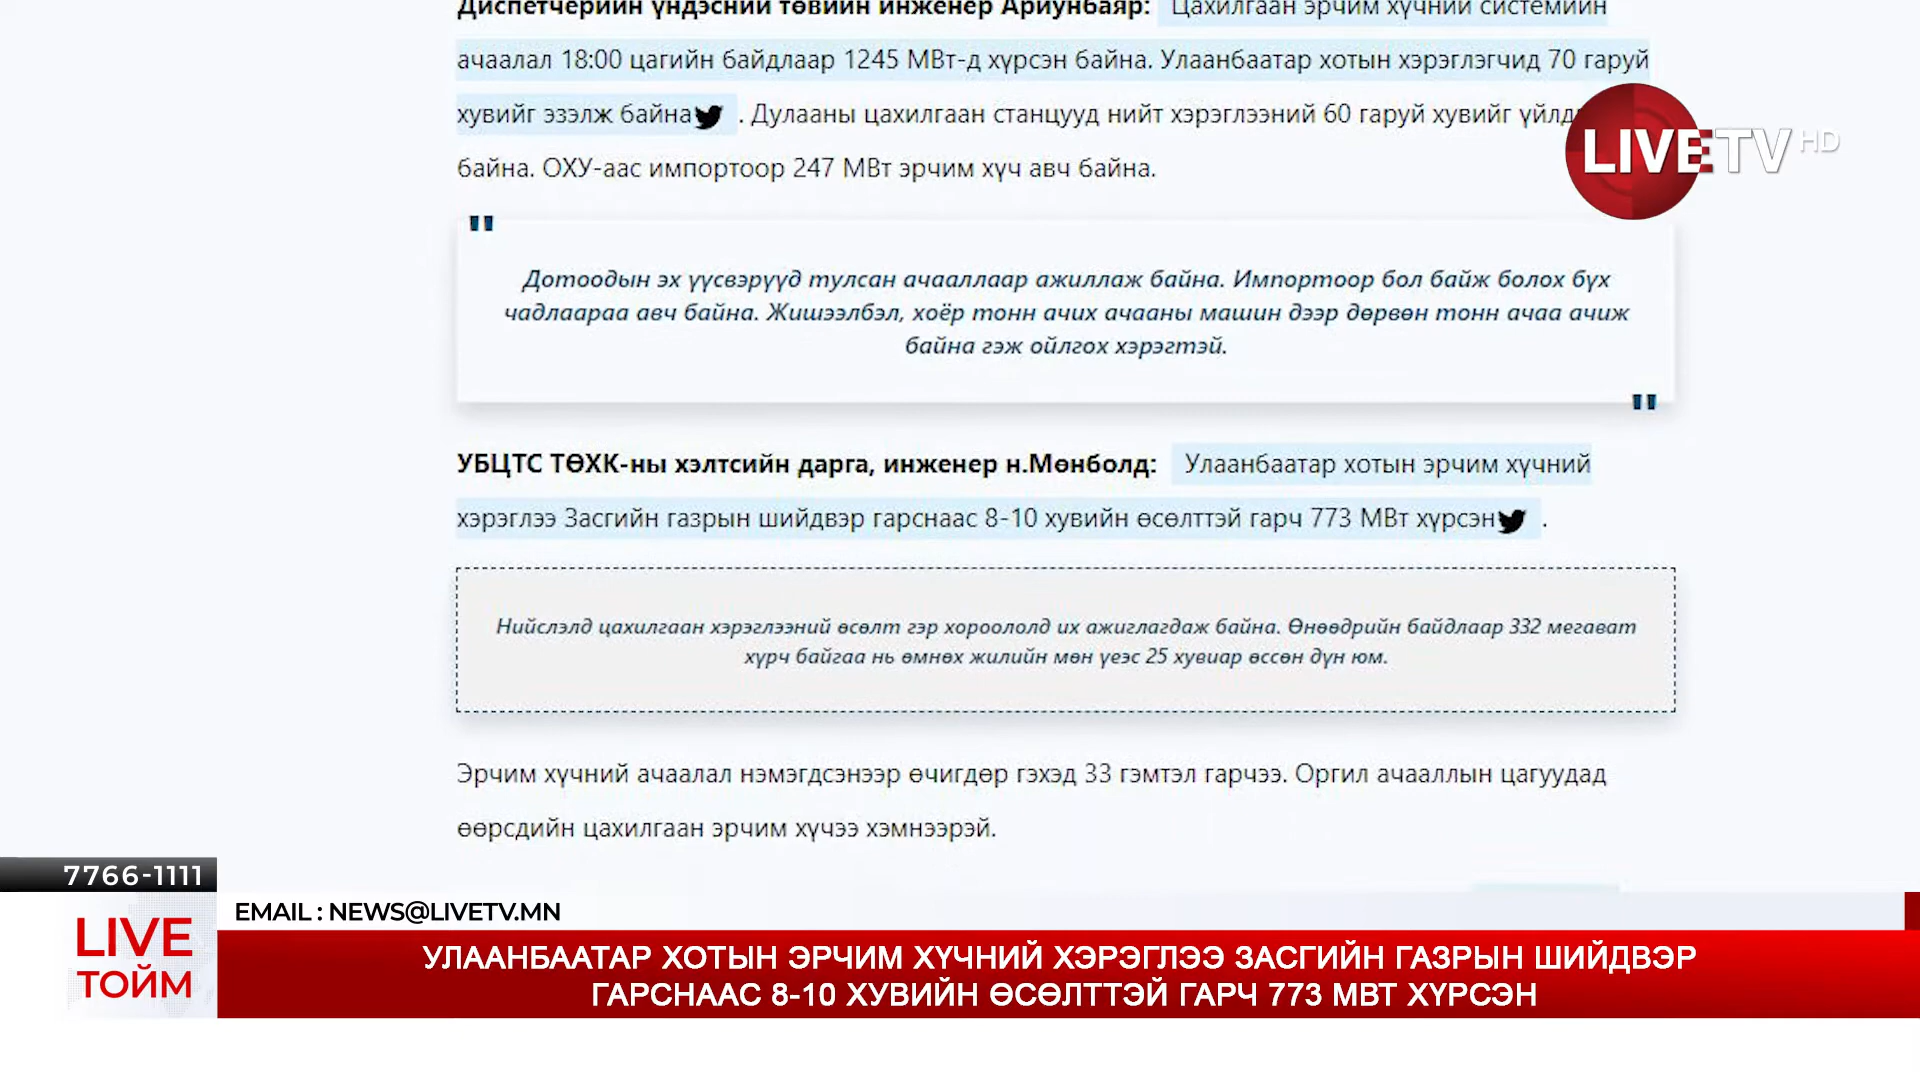 Диспетчерийн үндэсний төвийн инженер Ариунбаяр: Цахилгаан эрчим хүчний системийн
ачаалал 18:00 цагийн байдлаар 1245 МВт-д хүрсэн байна. Улаанбаатар хотын хэрэглэгчид 70 гаруй
хувийг эзэлж байна. Дулааны цахилгаан станцууд нийт хэрэглээний 60 гаруй хувийг
байна. ОХУ-аас импортоор 247 МВт эрчим хүч авч байна.
LIVETV HD
"
Дотоодын эх үүсвэрүүд тулсан ачааллаар ажиллаж байна. Импортоор бол байж болох бүх
чадлаараа авч байна. Жишээлбэл, хоёр тонн ачих ачааны машин дээр дөрвөн тонн ачаа ачиж
байна гэж ойлгох хэрэгтэй.
"
УБЦТС ТӨХК-ны хэлтсийн дарга, инженер н.Мөнболд: Улаанбаатар хотын эрчим хүчний
хэрэглээ Засгийн газрын шийдвэр гарснаас 8-10 хувийн өсөлттэй гарч 773 МВт хүрсэн.
Нийслэлд цахилгаан хэрэглээний өсөлт гэр хороололд их ажиглагдаж байна. Өнөөдрийн байдлаар 332 мегават
хүрч байгаа нь өмнөх жилийн мөн үеэс 25 хувиар өссөн дүн юм.
Эрчим хүчний ачаалал нэмэгдсэнээр өчигдөр гэхэд 33 гэмтэл гарчээ. Оргил ачааллын цагуудад
өөрсдийн цахилгаан эрчим хүчээ хэмнээрэй.
7766-1111
EMAIL : NEWS@LIVETV.MN
LIVE
ТОЙМ
УЛААНБААТАР ХОТЫН ЭРЧИМ ХҮЧНИЙ ХЭРЭГЛЭЭ ЗАСГИЙН ГАЗРЫН ШИЙДВЭР
ГАРСНААС 8-10 ХУВИЙН ӨСӨЛТТЭЙ ГАРЧ 773 МВТ ХҮРСЭН